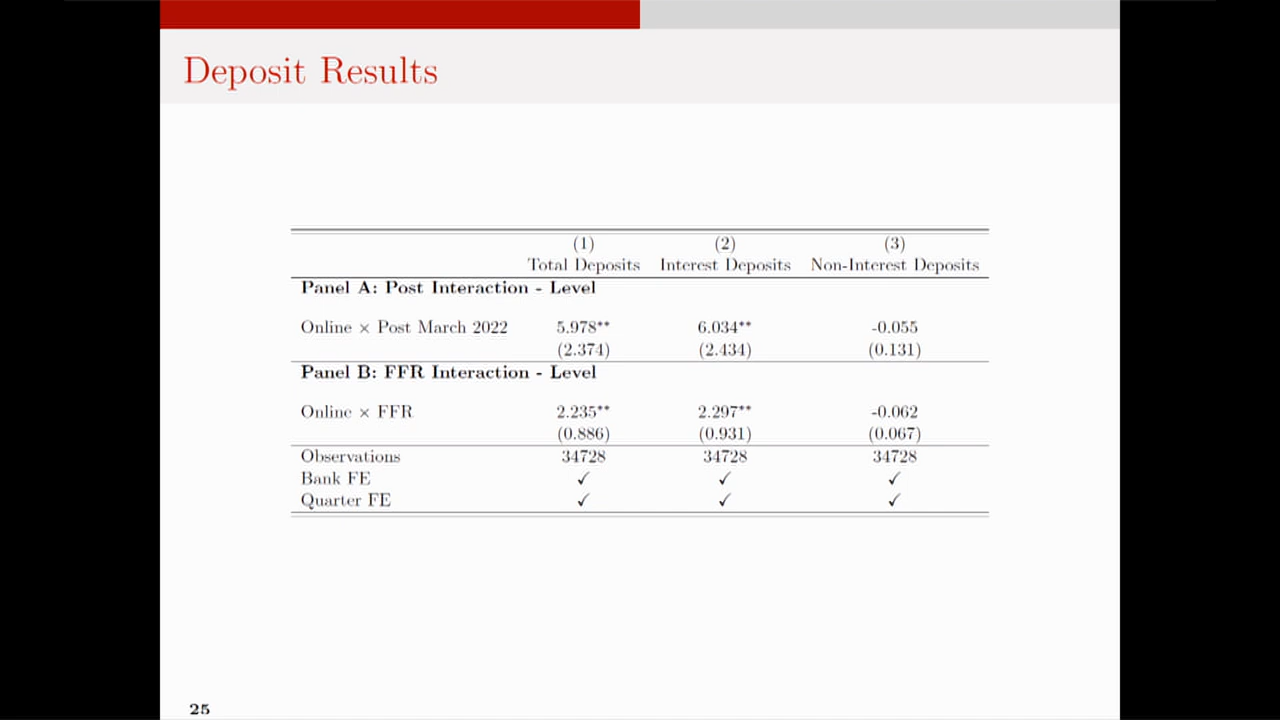 Deposit Results
(1) (2) (3)
Total Deposits Interest Deposits Non-Interest Deposits
Panel A: Post Interaction - Level
Online × Post March 2022 5.978** 6.034** -0.055
(2.374) (2.434) (0.131)
Panel B: FFR Interaction - Level
Online × FFR 2.235** 2.297** -0.062
(0.886) (0.931) (0.067)
Observations 34728 34728 34728
Bank FE ✓ ✓ ✓
Quarter FE ✓ ✓ ✓
25